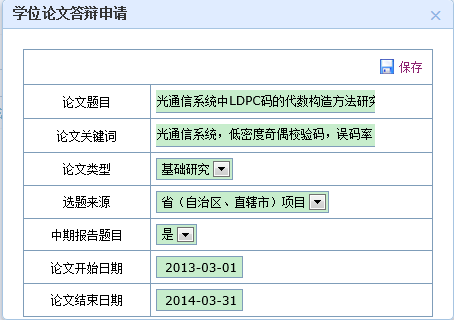 学位论文答辩申请
保存
论文题目 光通信系统中LDPC码的代数构造方法研究
论文关键词 光通信系统，低密度奇偶校验码，误码率
论文类型 基础研究
选题来源 省（自治区、直辖市）项目
中期报告题目 是
论文开始日期 2013-03-01
论文结束日期 2014-03-31